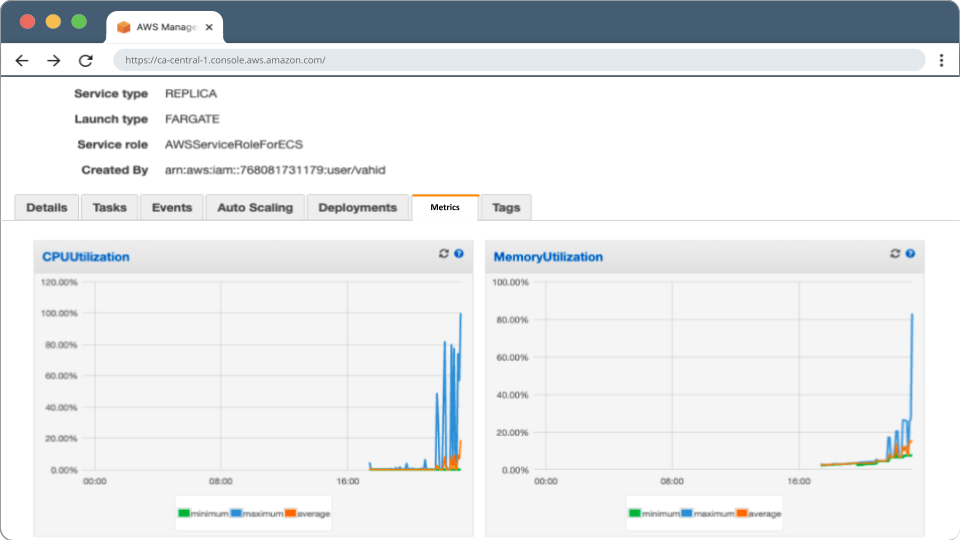 AWS Manage
https://ca-central-1.console.aws.amazon.com/
Service type REPLICA
Launch type FARGATE
Service role AWSServiceRoleForECS
Created By arn:aws:iam::768081731179:user/vahid
Details Tasks Events Auto Scaling Deployments Metrics Tags
CPUUtilization
120.00%
100.00%
80.00%
60.00%
40.00%
20.00%
0.00%
00:00 08:00 16:00
minimum maximum average
MemoryUtilization
100.00%
80.00%
60.00%
40.00%
20.00%
0.00%
00:00 08:00 16:00
minimum maximum average